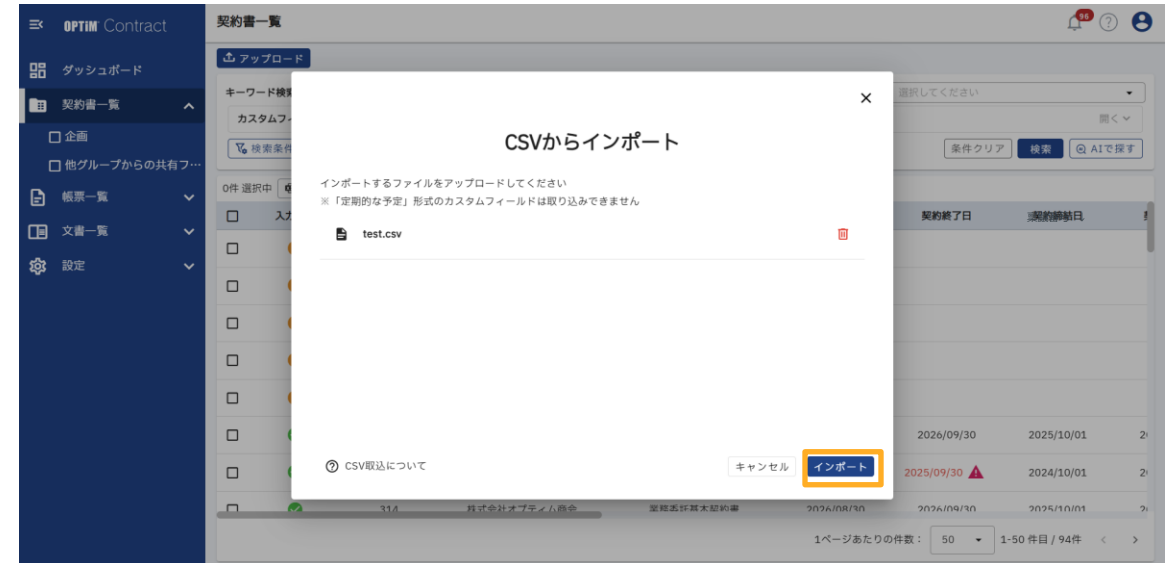 OPTiM Contract
契約書一覧
96
ダッシュボード
契約書一覧
企画
他グループからの共有フ…
帳票一覧
文書一覧
設定
アップロード
キーワード検索
選択してください
カスタムフィ
開く
検索条件
条件クリア
検索
AIで探す
0件 選択中
入力
契約終了日
契約締結日
CSVからインポート
インポートするファイルをアップロードしてください
※「定期的な予定」形式のカスタムフィールドは取り込みできません
test.csv
CSV取込について
キャンセル
インポート
2026/09/30 2025/10/01
2025/09/30 2024/10/01
314 株式会社オプティム商会 業務委託基本契約書 2026/08/30 2026/09/30 2025/10/01
1ページあたりの件数： 50 1-50 件目 / 94件